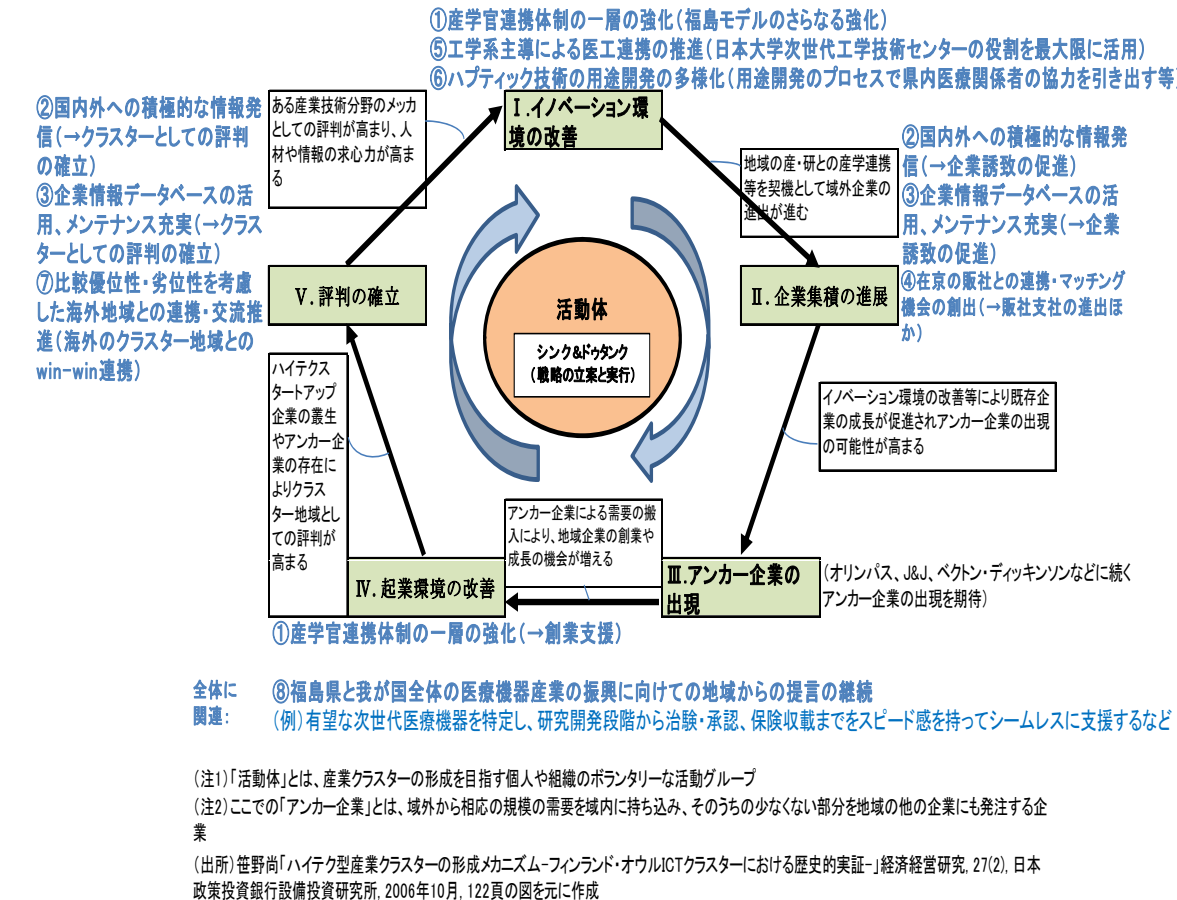 ①産学官連携体制の一層の強化(福島モデルのさらなる強化)
⑤工学系主導による医工連携の推進(日本大学次世代工学技術センターの役割を最大限に活用)
⑥ハプティック技術の用途開発の多様化(用途開発のプロセスで県内医療関係者の協力を引き出す等)
②国内外への積極的な情報発
信(→クラスターとしての評判
の確立)
③企業情報データベースの活
用、メンテナンス充実(→クラス
ターとしての評判の確立)
⑦比較優位性・劣位性を考慮
した海外地域との連携・交流推
進(海外のクラスター地域との
win-win連携)
ある産業技術分野のメッカ
としての評判が高まり、人
材や情報の求心力が高ま
る
Ⅰ.イノベーション環
境の改善
地域の産・研との産学連携
等を契機として域外企業の
進出が進む
②国内外への積極的な情報発
信(→企業誘致の促進)
③企業情報データベースの活
用、メンテナンス充実(→企業
誘致の促進)
④在京の販社との連携・マッチング
機会の創出(→販社支社の進出ほ
か)
Ⅴ.評判の確立
活動体
シンク&ドゥタンク
(戦略の立案と実行)
Ⅱ.企業集積の進展
ハイテクス
タートアップ
企業の叢生
やアンカー企
業の存在に
よりクラス
ター地域とし
ての評判が
高まる
イノベーション環境の改善等により既存企
業の成長が促進されアンカー企業の出現
の可能性が高まる
アンカー企業による需要の搬
入により、地域企業の創業や
成長の機会が増える
Ⅳ.起業環境の改善
Ⅲ.アンカー企業の
出現
(オリンパス、J&J、ベクトン・ディッキンソンなどに続く
アンカー企業の出現を期待)
①産学官連携体制の一層の強化(→創業支援)
全体に
関連:
⑧福島県と我が国全体の医療機器産業の振興に向けての地域からの提言の継続
(例)有望な次世代医療機器を特定し、研究開発段階から治験・承認、保険収載までをスピード感を持ってシームレスに支援するなど
(注1)「活動体」とは、産業クラスターの形成を目指す個人や組織のボランタリーな活動グループ
(注2)ここでの「アンカー企業」とは、域外から相応の規模の需要を域内に持ち込み、そのうちの少なくない部分を地域の他の企業にも発注する企
業
(出所)笹野尚「ハイテク型産業クラスターの形成メカニズム-フィンランド・オウルICTクラスターにおける歴史的実証-」経済経営研究, 27(2), 日本
政策投資銀行設備投資研究所, 2006年10月, 122頁の図を元に作成